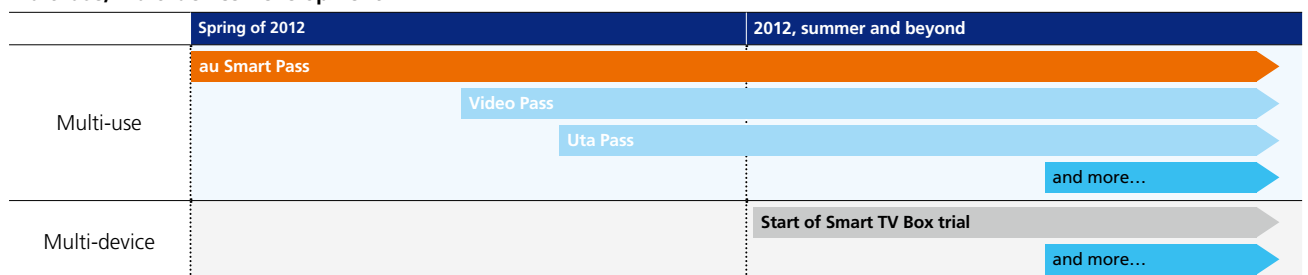 Spring of 2012
2012, summer and beyond
Multi-use
au Smart Pass
Video Pass
Uta Pass
and more…
Multi-device
Start of Smart TV Box trial
and more…